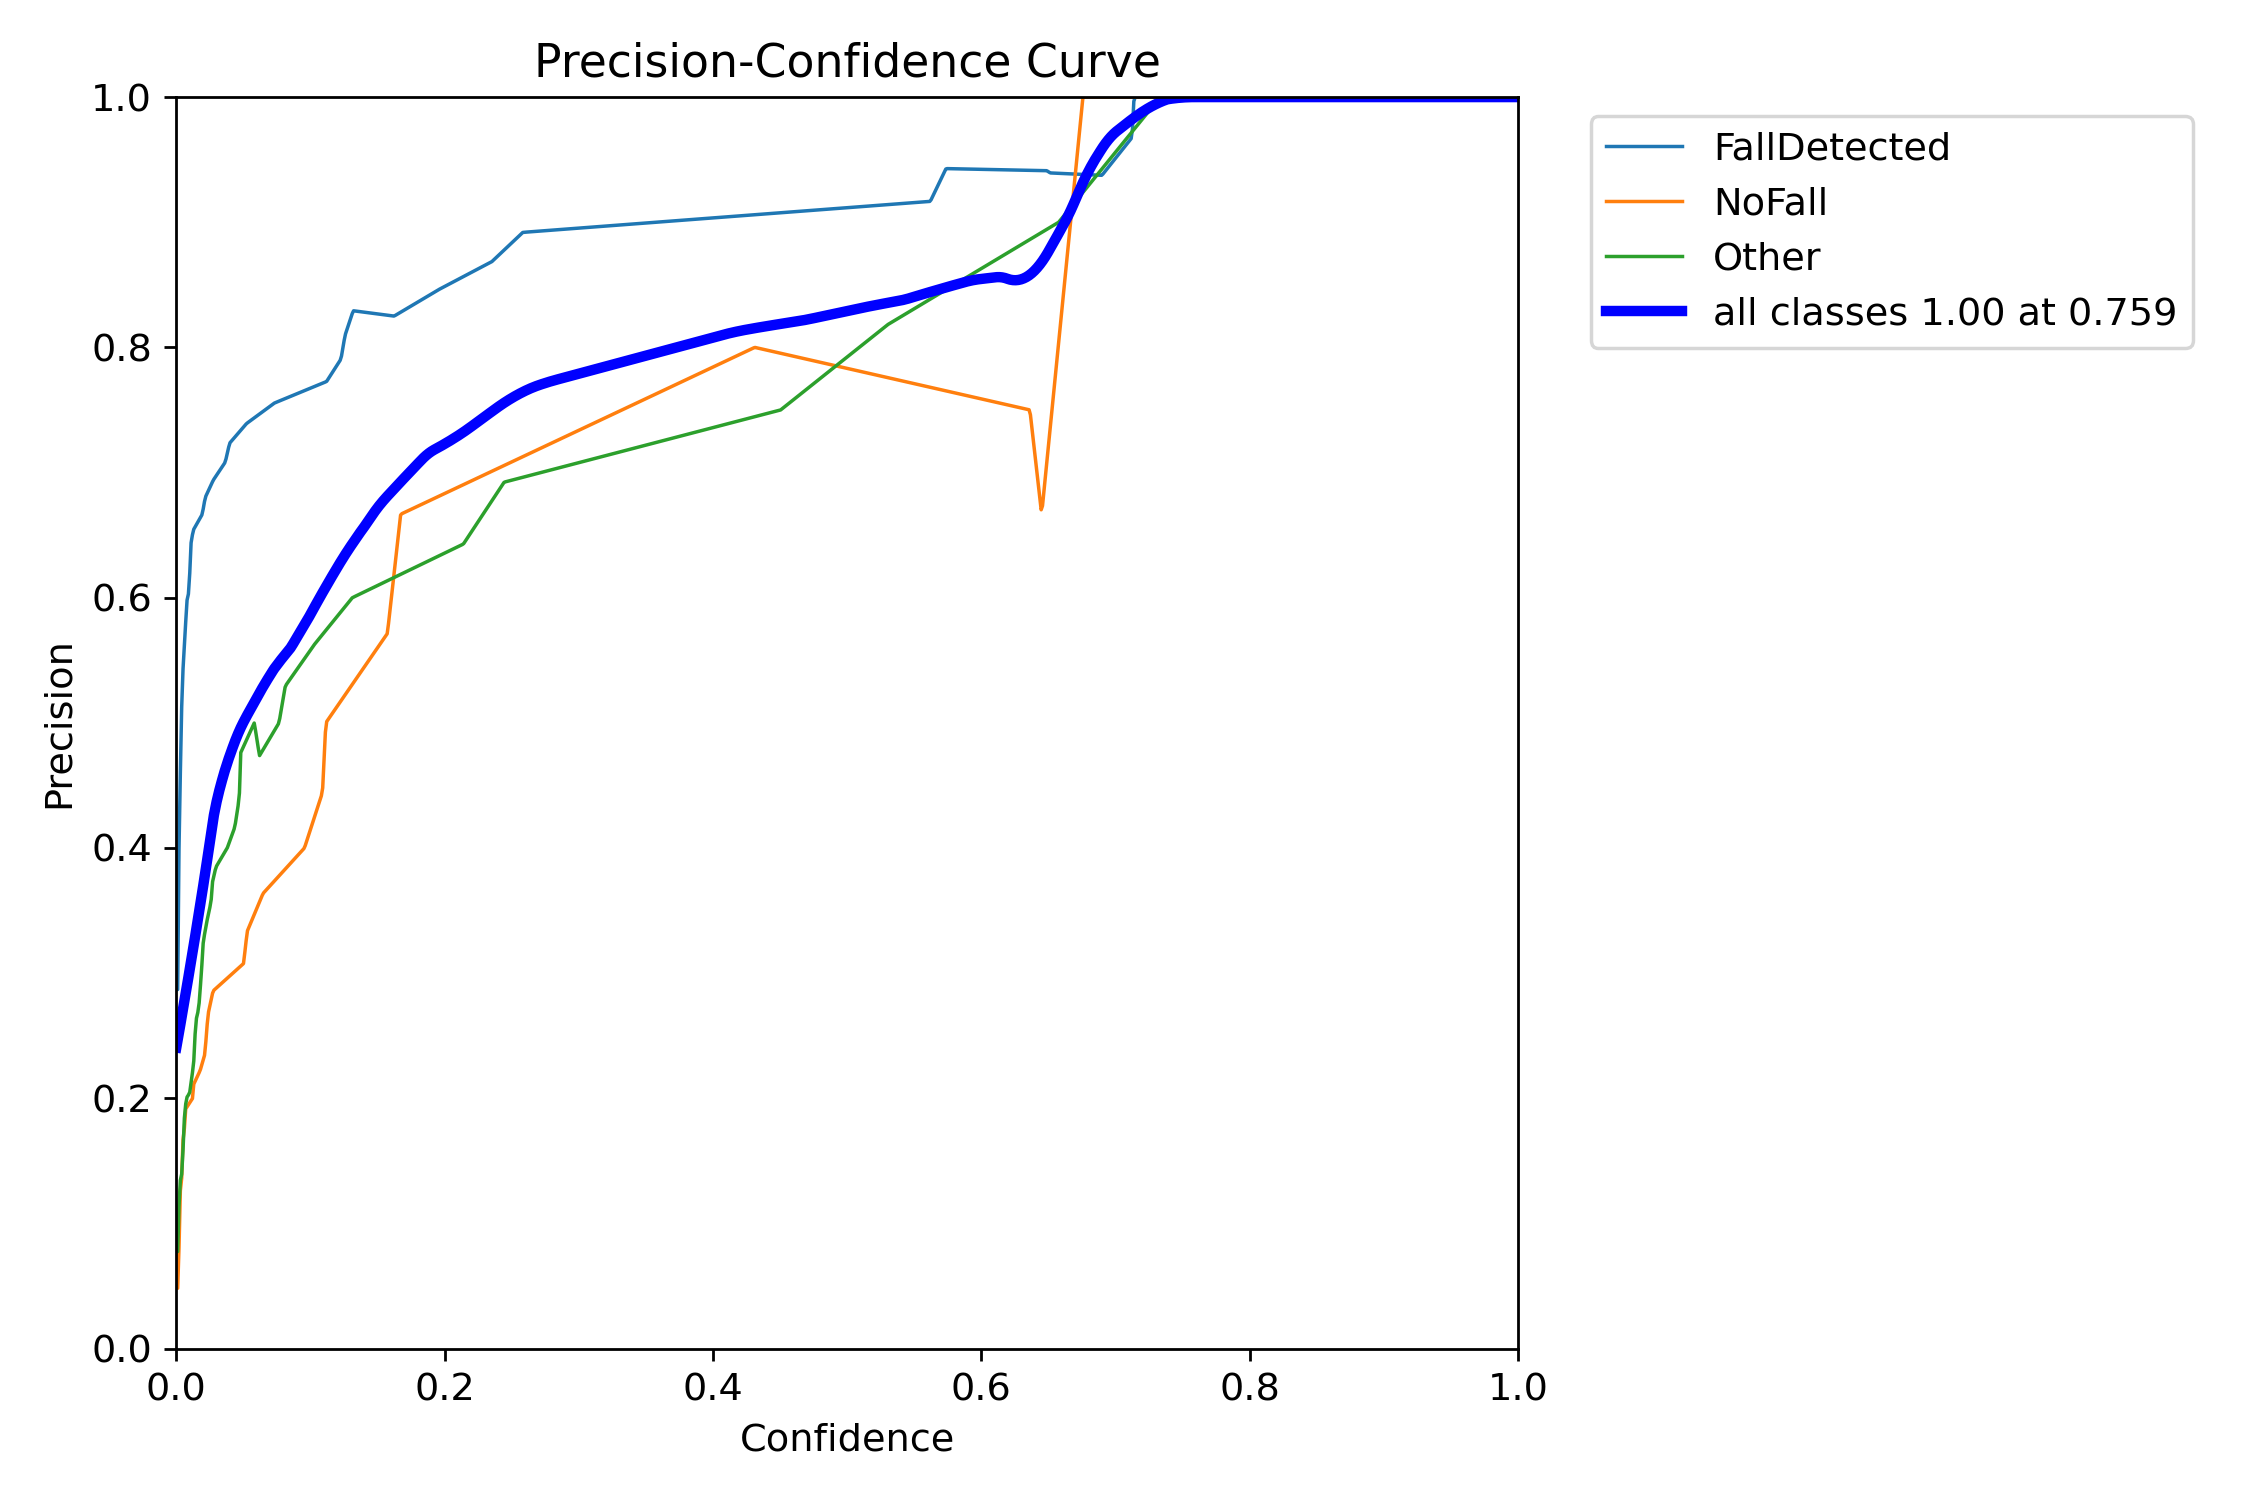 Precision-Confidence Curve
1.0
0.8
0.6
0.4
0.2
0.0
Precision
0.0 0.2 0.4 0.6 0.8 1.0
Confidence
FallDetected
NoFall
Other
all classes 1.00 at 0.759